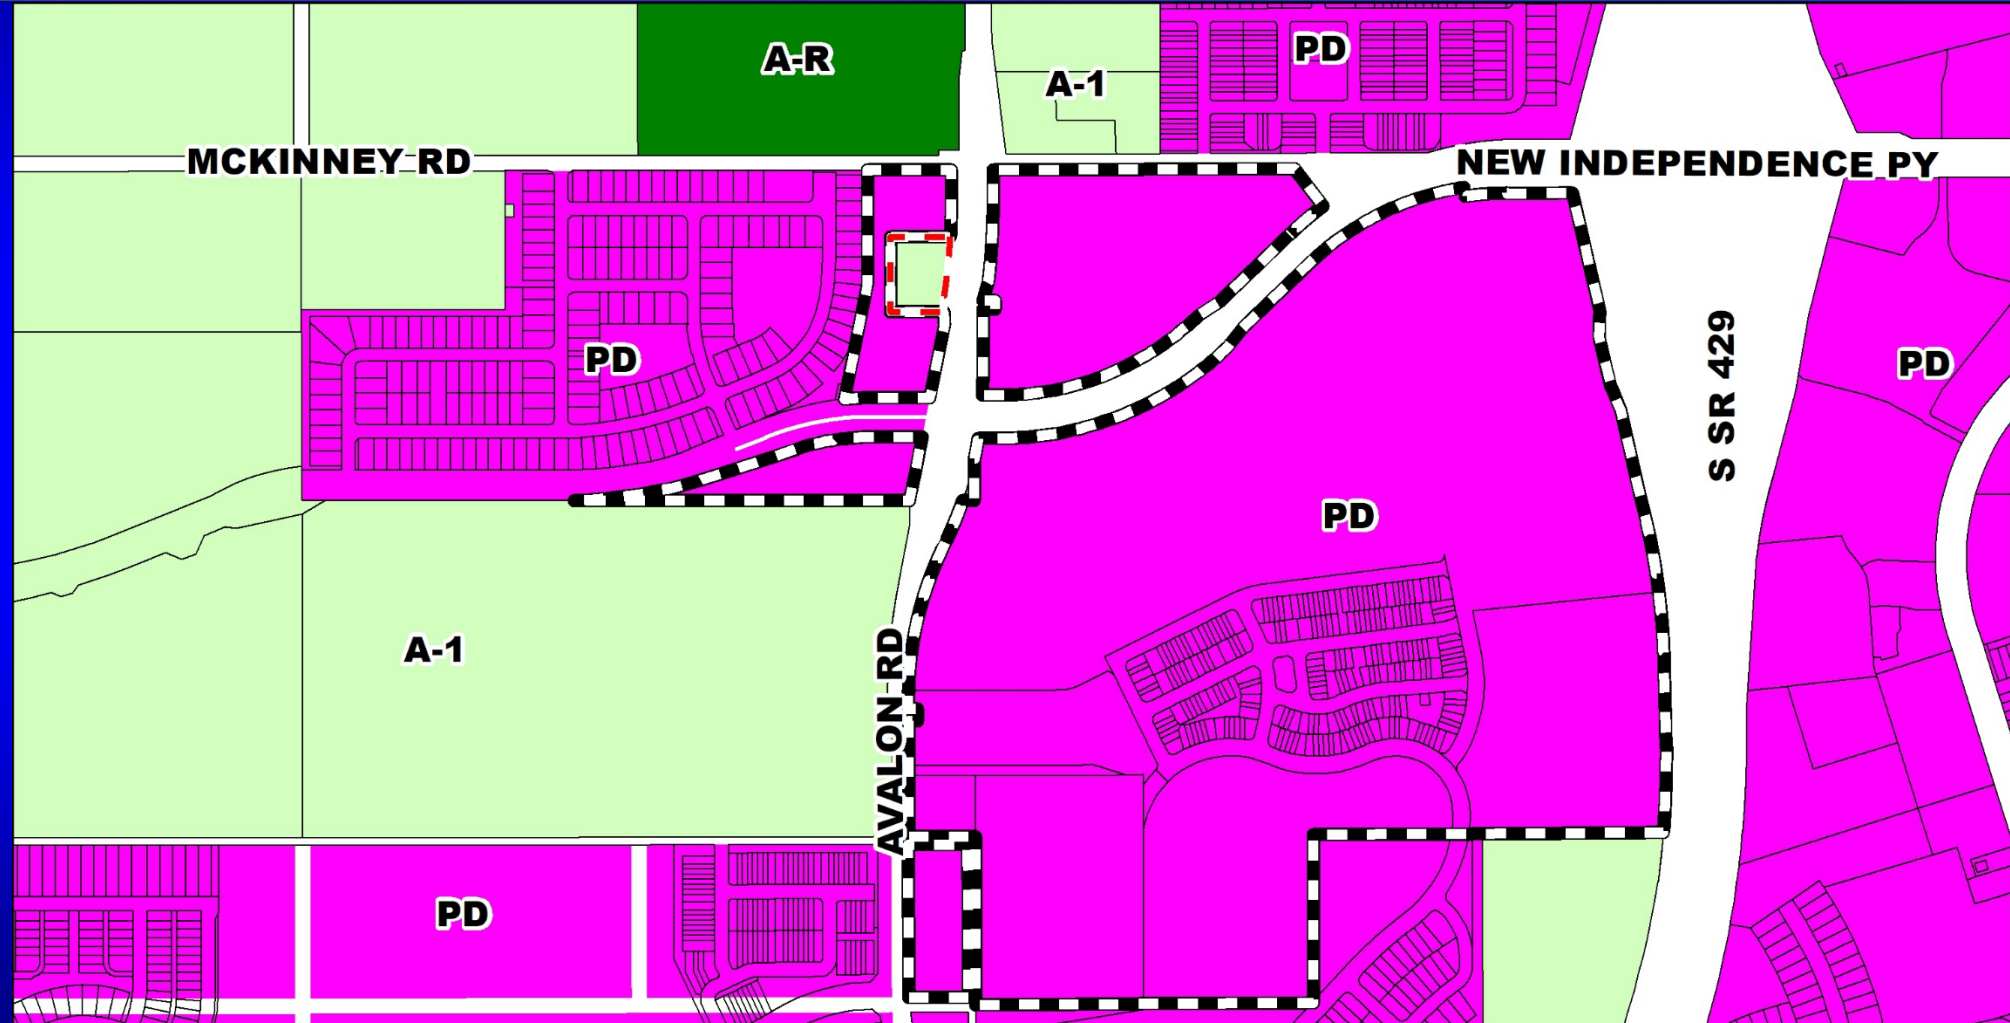 A-R
A-1
PD
MCKINNEY RD
NEW INDEPENDENCE PY
PD
PD
S SR 429
PD
A-1
AVALON RD
PD